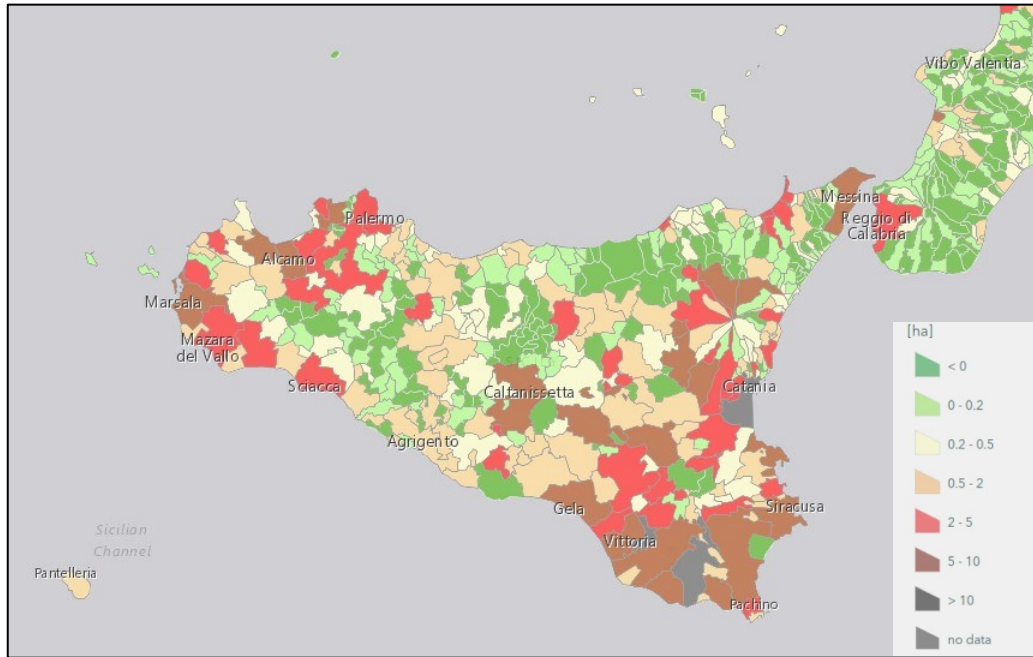 Vibo Valentia
Messina
Reggio di
Calabria
Palermo
Alcamo
Marsala
Mazara
del Vallo
Sciacca
Caltanissetta
Catania
Agrigento
Gela
Siracusa
Vittoria
Pachino
Sicilian
Channel
Pantelleria
[ha]
< 0
0 - 0.2
0.2 - 0.5
0.5 - 2
2 - 5
5 - 10
> 10
no data